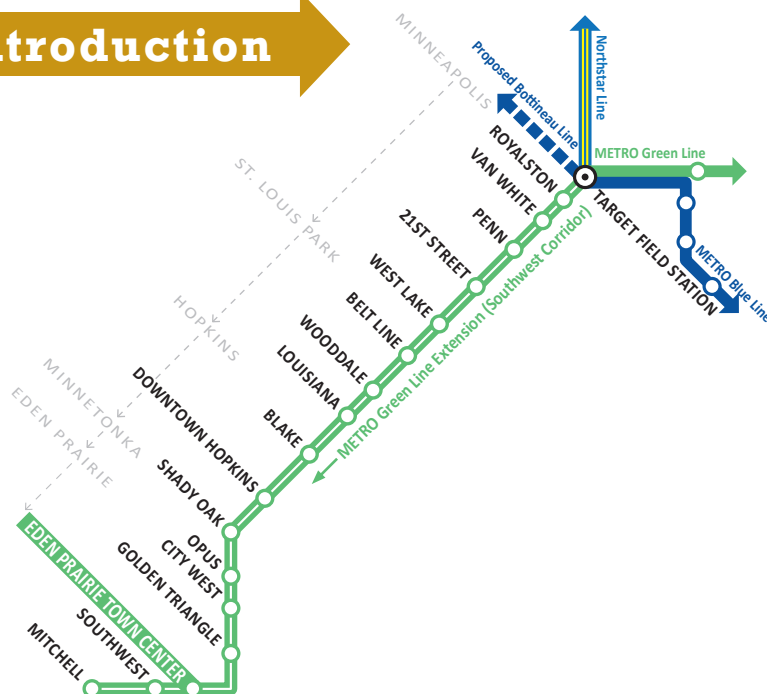 ntroduction
MINNEAPOLIS
ST. LOUIS PARK
HOPKINS
MINNETONKA
EDEN PRAIRIE
Northstar Line
Proposed Bottineau Line
METRO Green Line
METRO Blue Line
TARGET FIELD STATION
ROYALSTON
VAN WHITE
PENN
21ST STREET
WEST LAKE
BELT LINE
WOODDALE
LOUISIANA
BLAKE
METRO Green Line Extension (Southwest Corridor)
DOWNTOWN HOPKINS
SHADY OAK
OPUS
CITY WEST
GOLDEN TRIANGLE
EDEN PRAIRIE TOWN CENTER
SOUTHWEST
MITCHELL